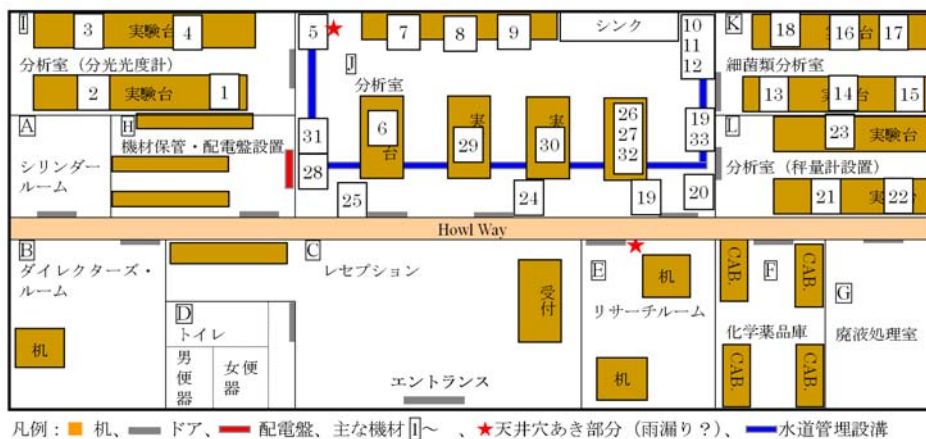 I
3
実験台
4
分析室（分光光度計）
2
実験台
1
A
シリンダー
ルーム
H
機材保管・配電盤設置
5
7
8
9
シンク
10
11
12
J
分析室
6
台
29
実
30
実
26
27
32
31
28
19
33
25
24
19
20
K
18
16
台
17
細菌類分析室
13
14
15
L
23
実験台
分析室（秤量計設置）
21
22
実
Howl Way
B
ダイレクターズ・
ルーム
机
C
レセプション
受付
D
トイレ
男便器
女便器
エントランス
E
机
リサーチルーム
机
F
CAB.
CAB.
化学薬品庫
CAB.
CAB.
G
廃液処理室
凡例：机、ドア、配電盤、主な機材1～、★天井穴あき部分（雨漏り？）、水道管埋設溝